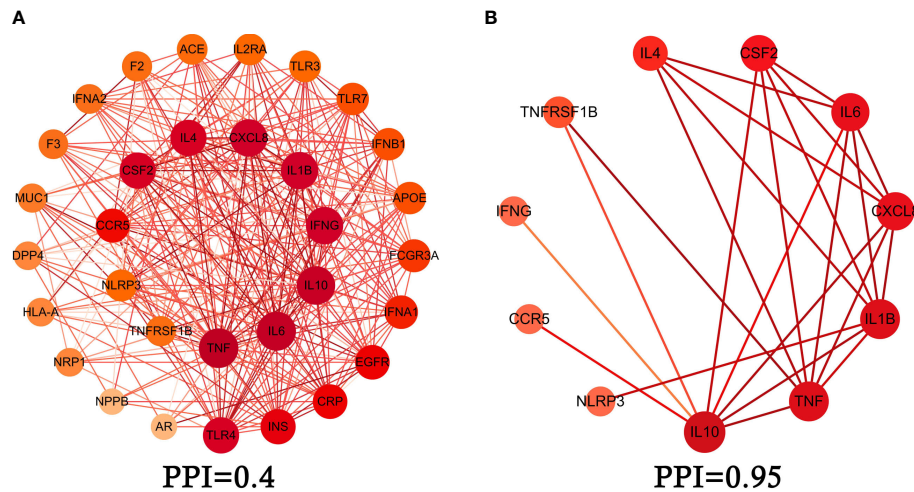 A
B
ACE
IL2RA
F2
TLR3
IFNA2
TLR7
F3
IL4
CXCL8
IFNB1
CSF2
IL1B
MUC1
APOE
CCR5
IFNG
DPP4
FCGR3A
NLRP3
IL10
HLA-A
IFNA1
TNFRSF1B
IL6
TNF
NRP1
EGFR
NPPB
CRP
AR
TLR4
INS
PPI=0.4
IL4
CSF2
TNFRSF1B
IL6
IFNG
CXCL8
CCR5
IL1B
NLRP3
TNF
IL10
PPI=0.95